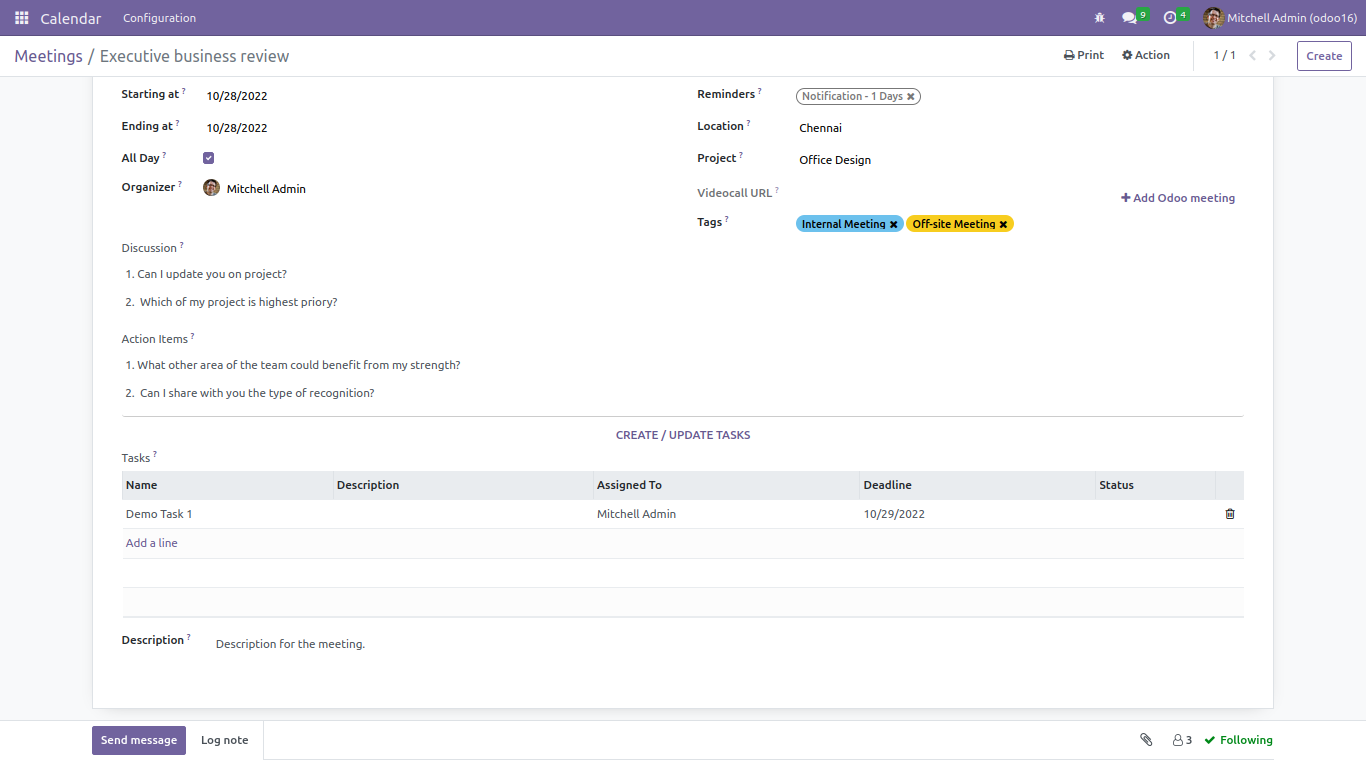 Calendar Configuration 9 4 Mitchell Admin (odoo16)
Meetings / Executive business review Print Action 1 / 1 Create
Starting at ? 10/28/2022 Reminders ? Notification - 1 Days ✖
Ending at ? 10/28/2022 Location ? Chennai
All Day ? Project ? Office Design
Organizer ? Mitchell Admin Videocall URL ? + Add Odoo meeting
Tags ? Internal Meeting ✖ Off-site Meeting ✖
Discussion ?
1. Can I update you on project?
2. Which of my project is highest priory?
Action Items ?
1. What other area of the team could benefit from my strength?
2. Can I share with you the type of recognition?
CREATE / UPDATE TASKS
Tasks ?
Name Description Assigned To Deadline Status
Demo Task 1 Mitchell Admin 10/29/2022
Add a line
Description ? Description for the meeting.
Send message Log note 3 Following